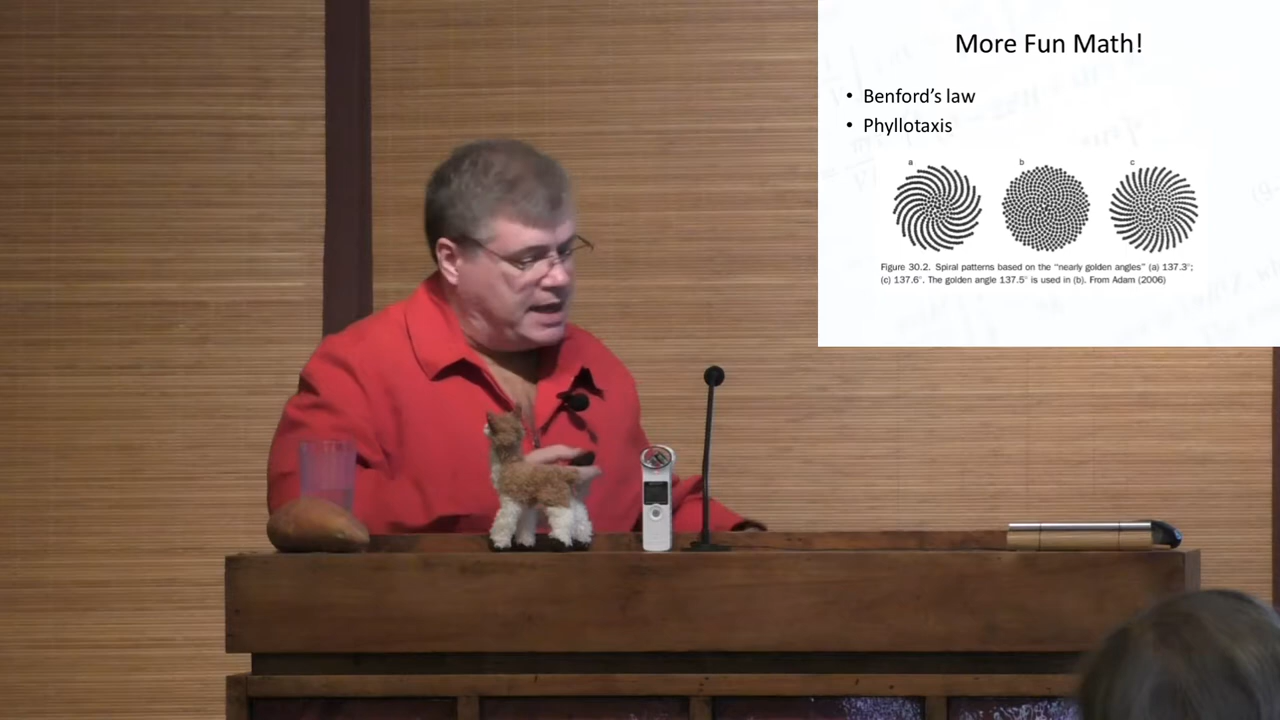 More Fun Math!
• Benford's law
• Phyllotaxis
a b c
Figure 30.2. Spiral patterns based on the "nearly golden angles" (a) 137.3°;
(c) 137.6°. The golden angle 137.5° is used in (b). From Adam (2006)